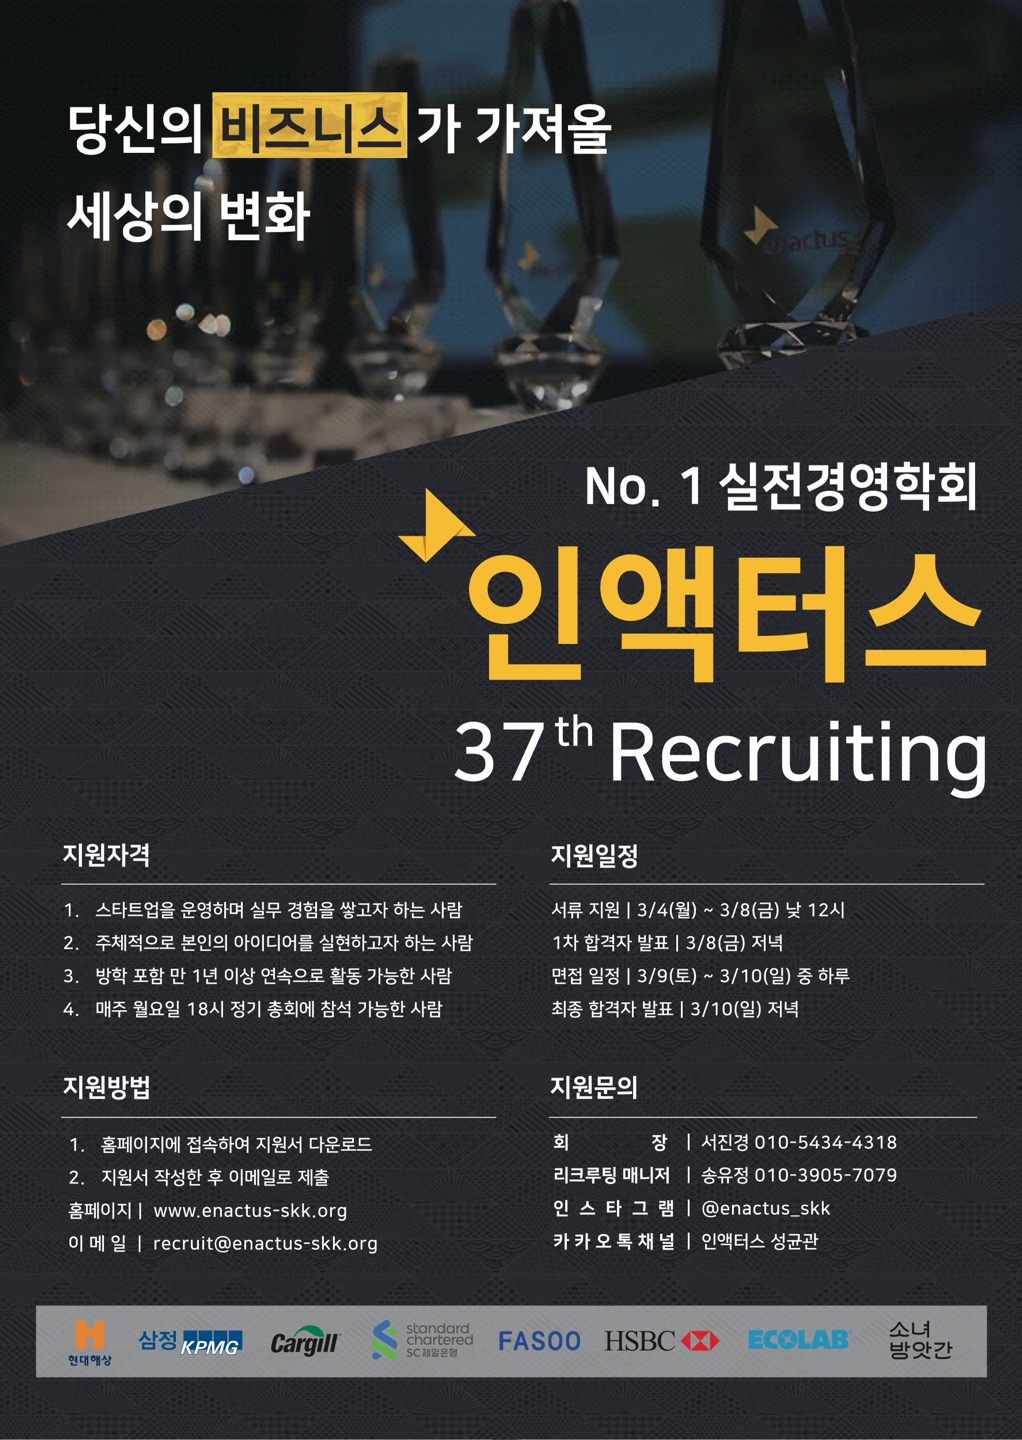 당신의 비즈니스가 가져올
세상의 변화
enactus
No. 1 실전경영학회
인액터스
37th Recruiting
지원자격
1. 스타트업을 운영하며 실무 경험을 쌓고자 하는 사람
2. 주체적으로 본인의 아이디어를 실현하고자 하는 사람
3. 방학 포함 만 1년 이상 연속으로 활동 가능한 사람
4. 매주 월요일 18시 정기 총회에 참석 가능한 사람
지원일정
서류 지원 | 3/4(월) ~ 3/8(금) 낮 12시
1차 합격자 발표 | 3/8(금) 저녁
면접 일정 | 3/9(토) ~ 3/10(일) 중 하루
최종 합격자 발표 | 3/10(일) 저녁
지원방법
1. 홈페이지에 접속하여 지원서 다운로드
2. 지원서 작성한 후 이메일로 제출
홈페이지 | www.enactus-skk.org
이 메 일 | recruit@enactus-skk.org
지원문의
회 장 | 서진경 010-5434-4318
리크루팅 매니저 | 송유정 010-3905-7079
인 스 타 그 램 | @enactus_skk
카 카 오 톡 채 널 | 인액터스 성균관
현대해상
삼정 KPMG
Cargill
standard
chartered
SC제일은행
FASOO
HSBC
ECOLAB
소녀
방앗간